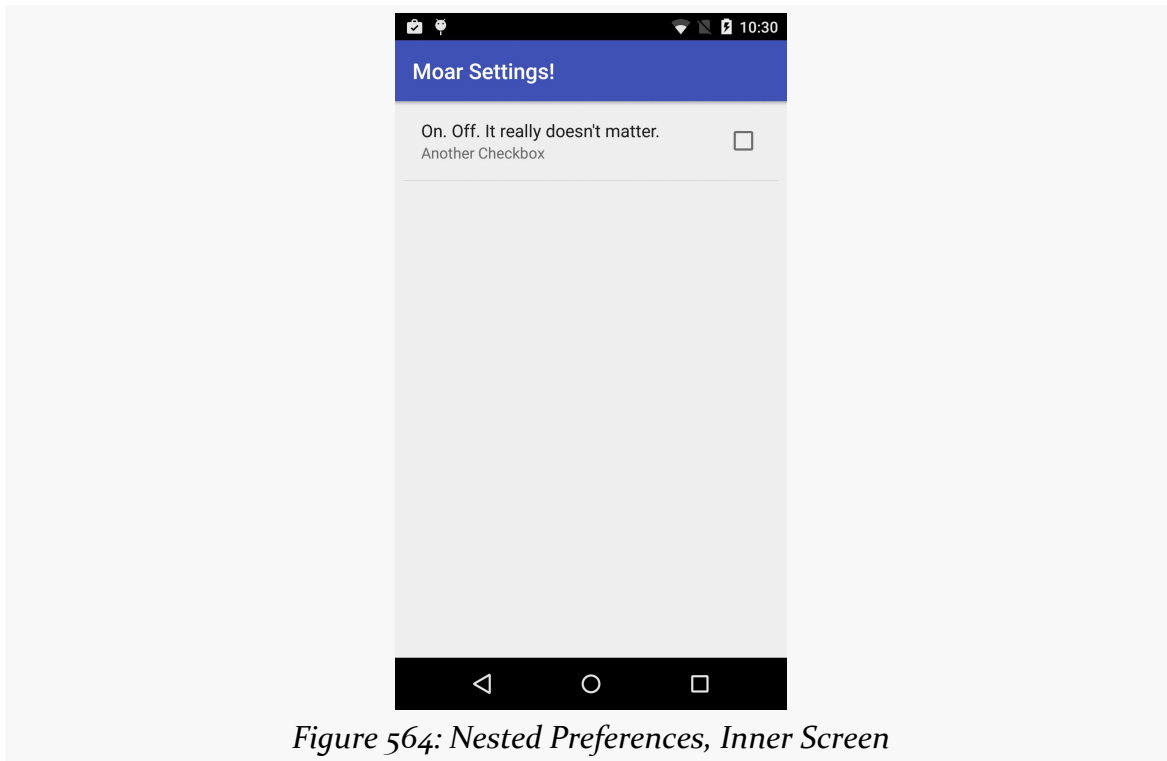 10:30
Moar Settings!
On. Off. It really doesn't matter.
Another Checkbox
Figure 564: Nested Preferences, Inner Screen